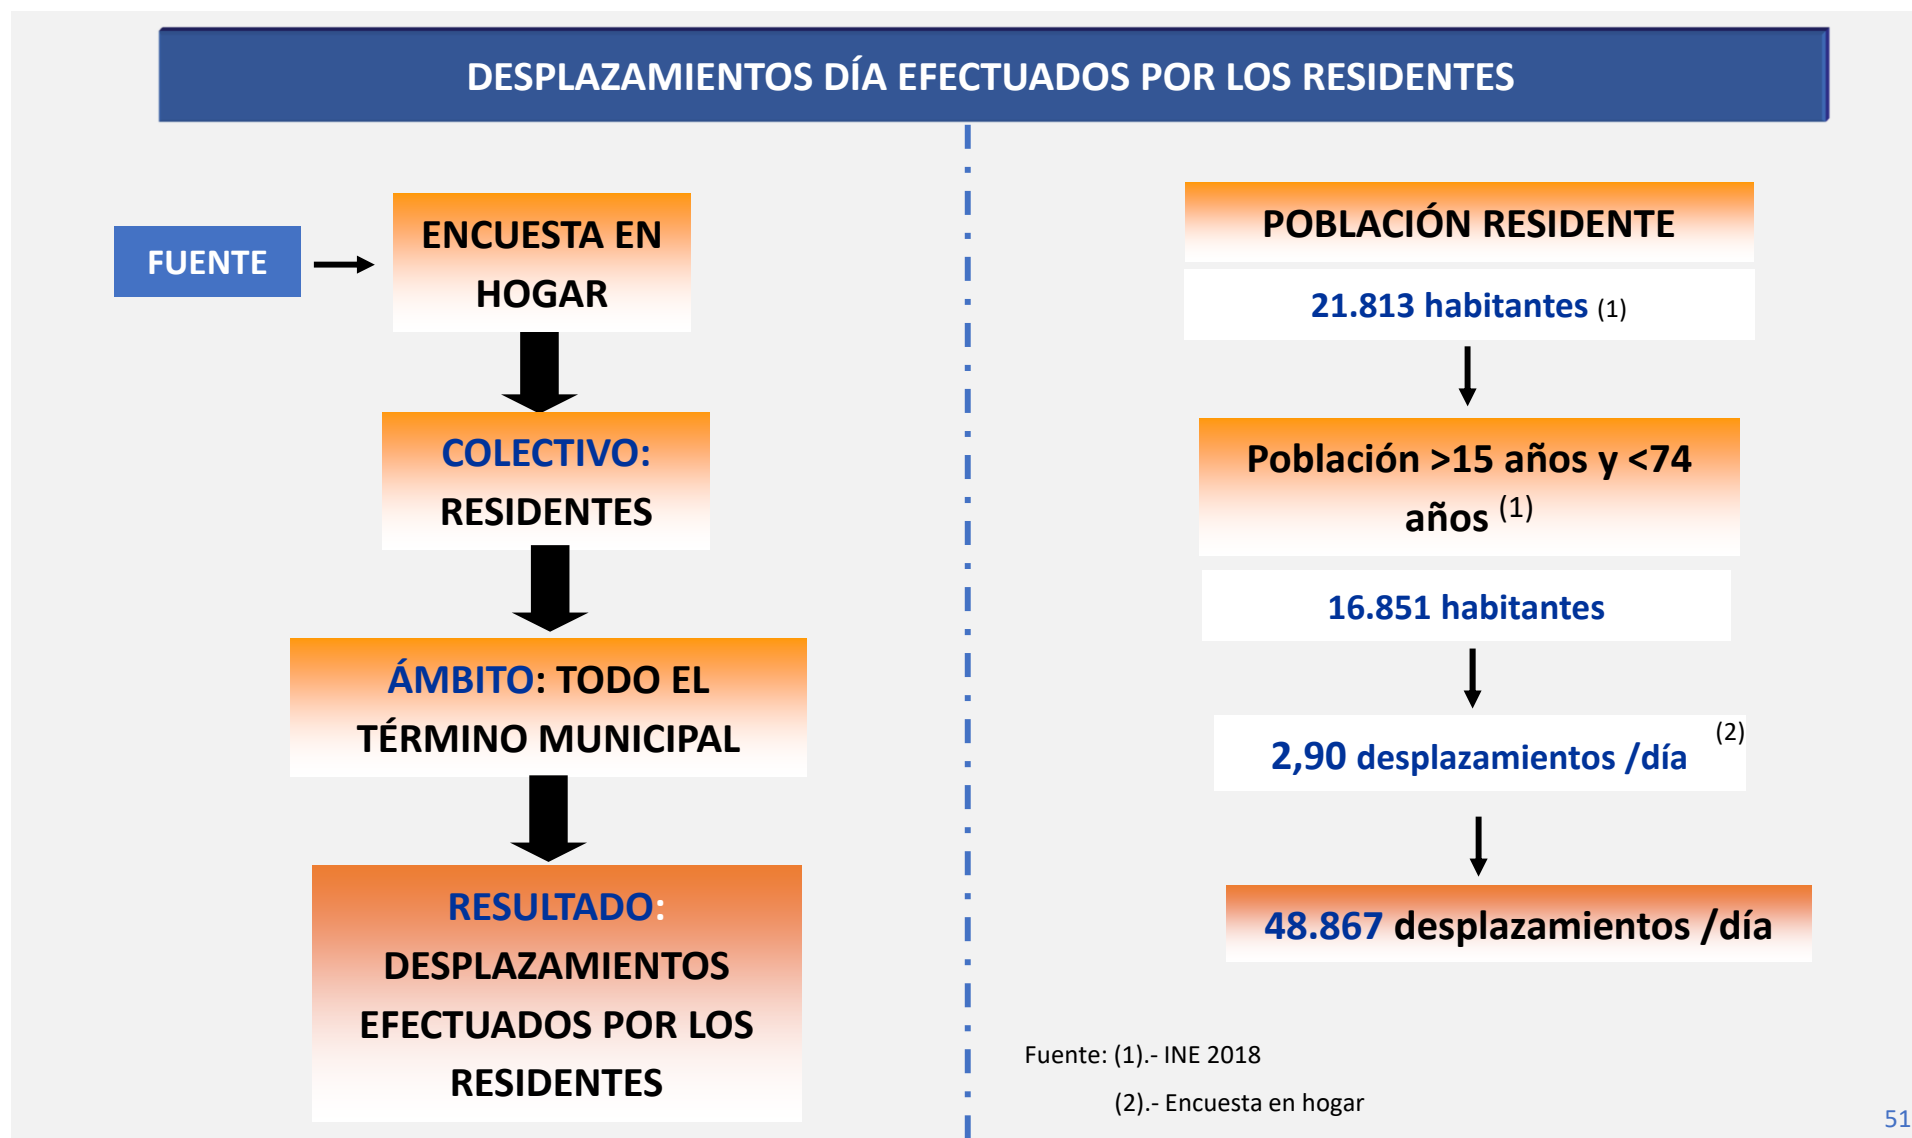 DESPLAZAMIENTOS DÍA EFECTUADOS POR LOS RESIDENTES
FUENTE
ENCUESTA EN
HOGAR
COLECTIVO:
RESIDENTES
ÁMBITO: TODO EL
TÉRMINO MUNICIPAL
RESULTADO:
DESPLAZAMIENTOS
EFECTUADOS POR LOS
RESIDENTES
POBLACIÓN RESIDENTE
21.813 habitantes (1)
Población >15 años y <74
años (1)
16.851 habitantes
2,90 desplazamientos /día (2)
48.867 desplazamientos /día
Fuente: (1).- INE 2018
(2).- Encuesta en hogar
51